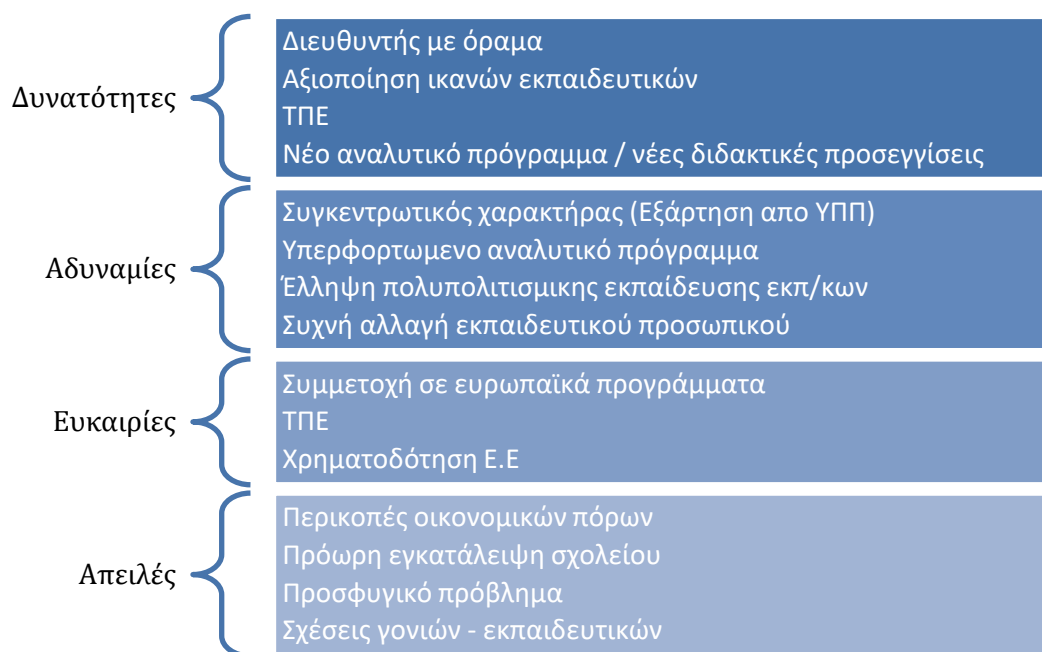 Δυνατότητες
Διευθυντής με όραμα
Αξιοποίηση ικανών εκπαιδευτικών
ΤΠΕ
Νέο αναλυτικό πρόγραμμα / νέες διδακτικές προσεγγίσεις
Αδυναμίες
Συγκεντρωτικός χαρακτήρας (Εξάρτηση απο ΥΠΠ)
Υπερφορτωμενο αναλυτικό πρόγραμμα
Έλληψη πολυπολιτισμικης εκπαίδευσης εκπ/κων
Συχνή αλλαγή εκπαιδευτικού προσωπικού
Ευκαιρίες
Συμμετοχή σε ευρωπαϊκά προγράμματα
ΤΠΕ
Χρηματοδότηση Ε.Ε
Απειλές
Περικοπές οικονομικών πόρων
Πρόωρη εγκατάλειψη σχολείου
Προσφυγικό πρόβλημα
Σχέσεις γονιών - εκπαιδευτικών